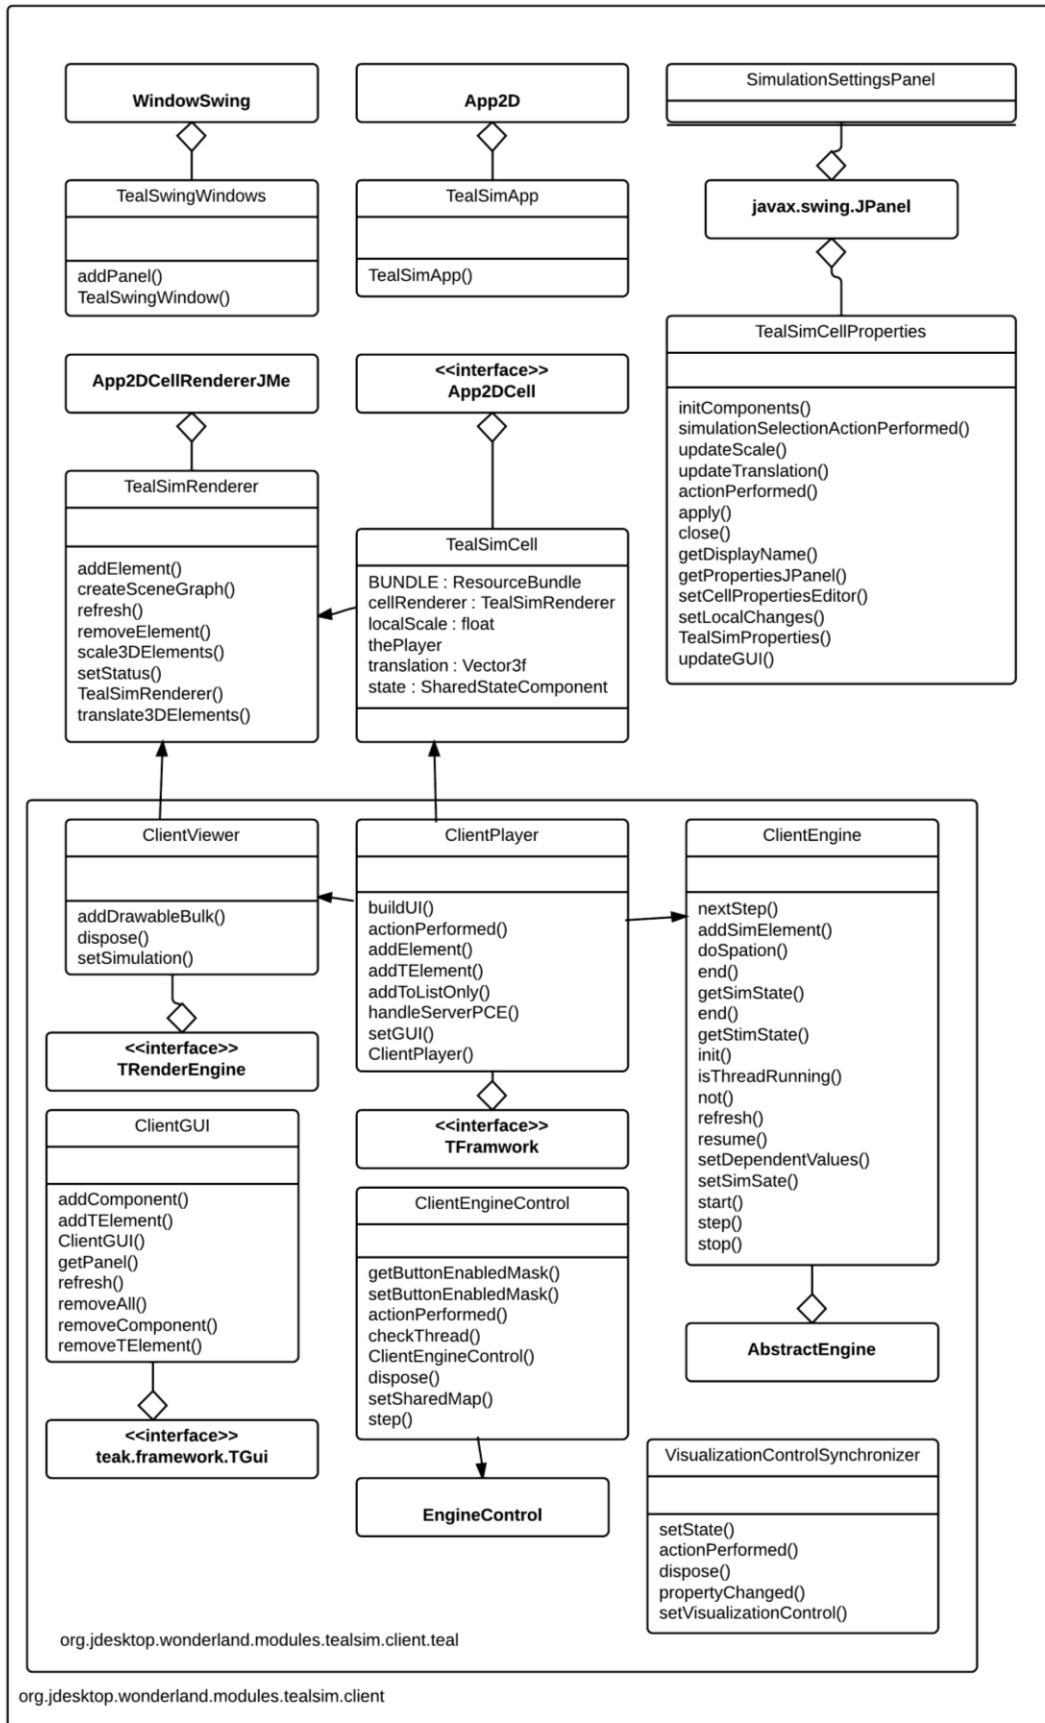 WindowSwing
TealSwingWindows
addPanel()
TealSwingWindow()
App2D
TealSimApp
TealSimApp()
SimulationSettingsPanel
javax.swing.JPanel
TealSimCellProperties
initComponents()
simulationSelectionActionPerformed()
updateScale()
updateTranslation()
actionPerformed()
apply()
close()
getDisplayName()
getPropertiesJPanel()
setCellPropertiesEditor()
setLocalChanges()
TealSimProperties()
updateGUI()
App2DCellRendererJMe
TealSimRenderer
addElement()
createSceneGraph()
refresh()
removeElement()
scale3DElements()
setStatus()
TealSimRenderer()
translate3DElements()
<<interface>>
App2DCell
TealSimCell
BUNDLE : ResourceBundle
cellRenderer : TealSimRenderer
localScale : float
thePlayer
translation : Vector3f
state : SharedStateComponent
ClientViewer
addDrawableBulk()
dispose()
setSimulation()
<<interface>>
TRenderEngine
ClientPlayer
buildUI()
actionPerformed()
addElement()
addTElement()
addToListOnly()
handleServerPCE()
setGUI()
ClientPlayer()
<<interface>>
TFramwork
ClientEngine
nextStep()
addSimElement()
doSpation()
end()
getSimState()
end()
getStimState()
init()
isThreadRunning()
not()
refresh()
resume()
setDependentValues()
setSimSate()
start()
step()
stop()
AbstractEngine
ClientGUI
addComponent()
addTElement()
ClientGUI()
getPanel()
refresh()
removeAll()
removeComponent()
removeTElement()
<<interface>>
teak.framework.TGui
ClientEngineControl
getButtonEnabledMask()
setButtonEnabledMask()
actionPerformed()
checkThread()
ClientEngineControl()
dispose()
setSharedMap()
step()
EngineControl
VisualizationControlSynchronizer
setState()
actionPerformed()
dispose()
propertyChanged()
setVisualizationControl()
org.jdesktop.wonderland.modules.tealsim.client.teal
org.jdesktop.wonderland.modules.tealsim.client